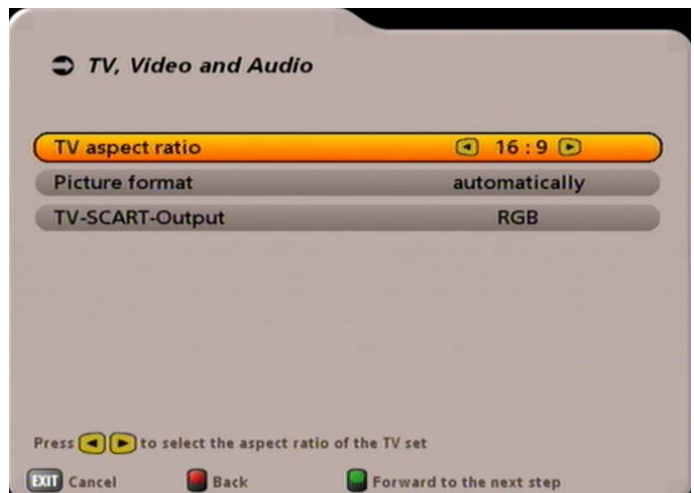 TV, Video and Audio
TV aspect ratio 16 : 9
Picture format automatically
TV-SCART-Output RGB
Press to select the aspect ratio of the TV set
EXIT Cancel Back Forward to the next step